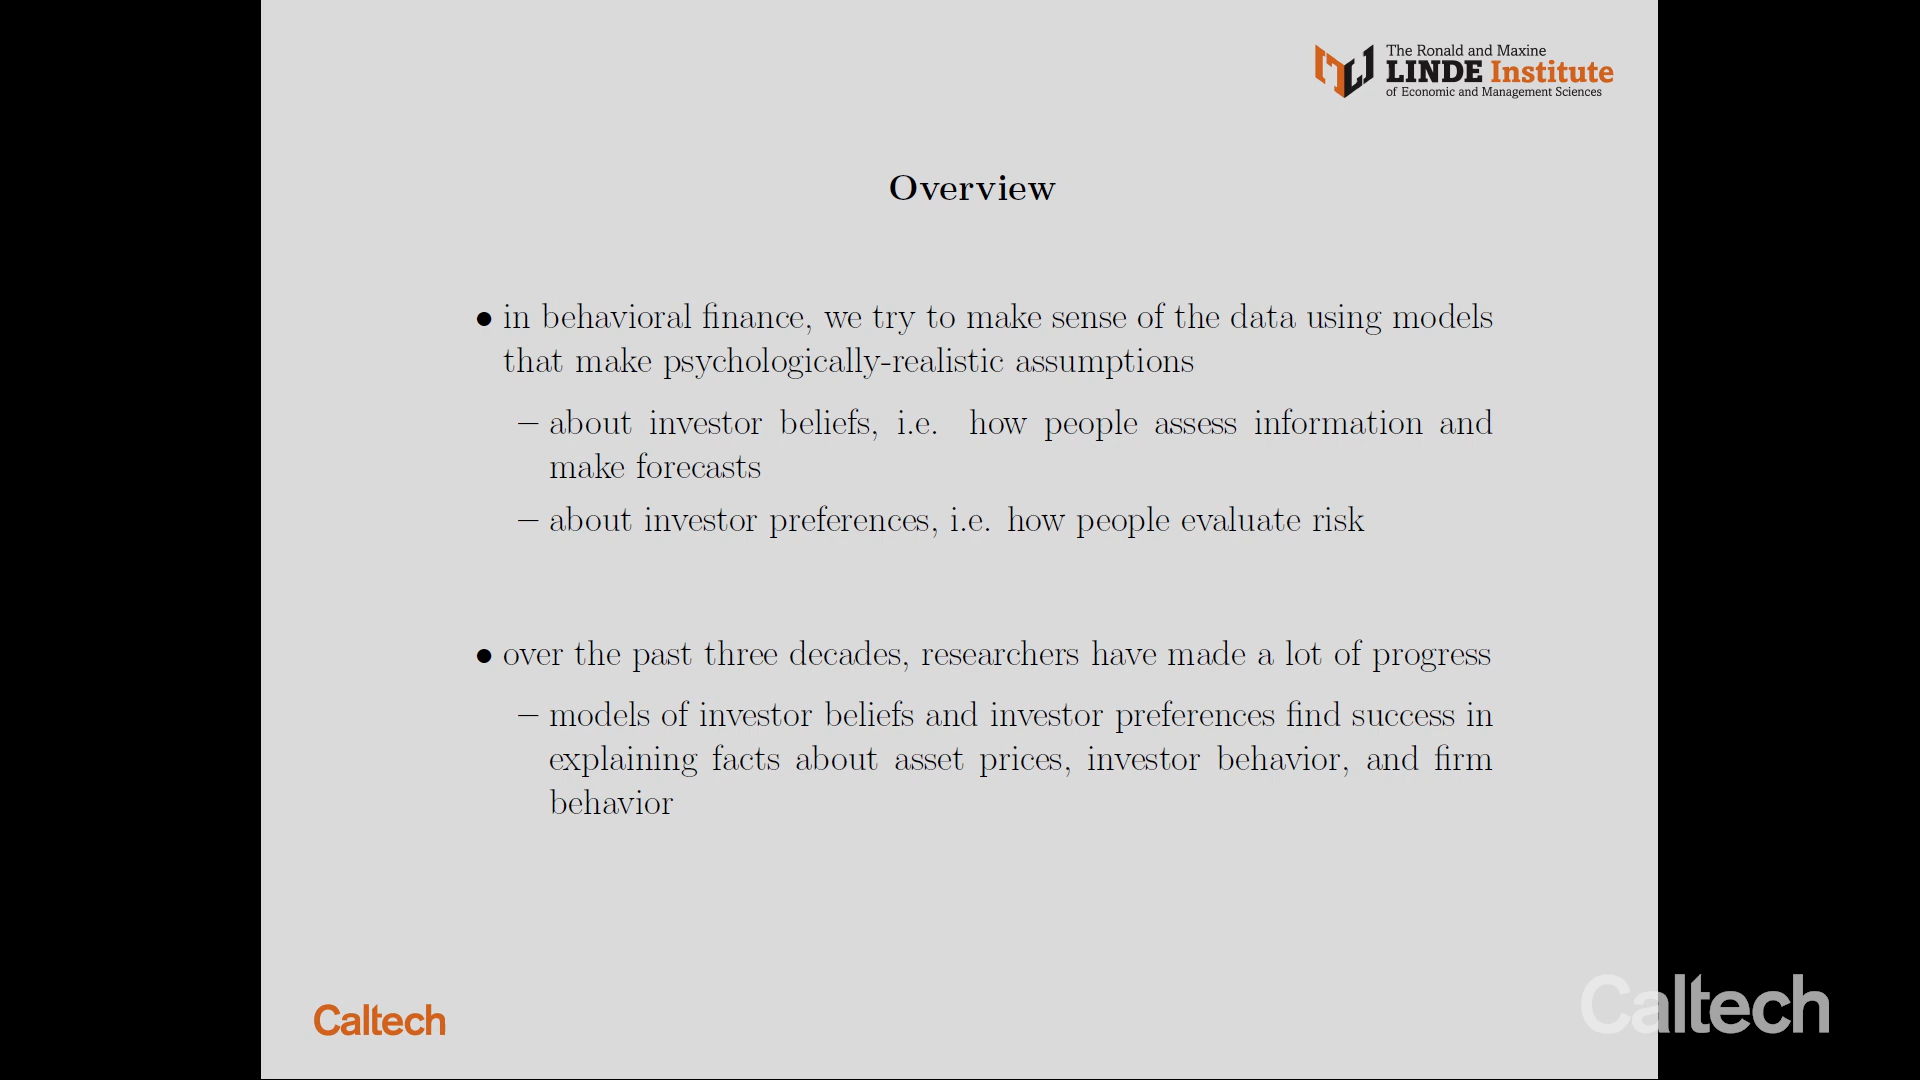 The Ronald and Maxine
LINDE Institute
of Economic and Management Sciences
Overview
• in behavioral finance, we try to make sense of the data using models
that make psychologically-realistic assumptions
– about investor beliefs, i.e. how people assess information and
make forecasts
– about investor preferences, i.e. how people evaluate risk
• over the past three decades, researchers have made a lot of progress
– models of investor beliefs and investor preferences find success in
explaining facts about asset prices, investor behavior, and firm
behavior
Caltech
Caltech